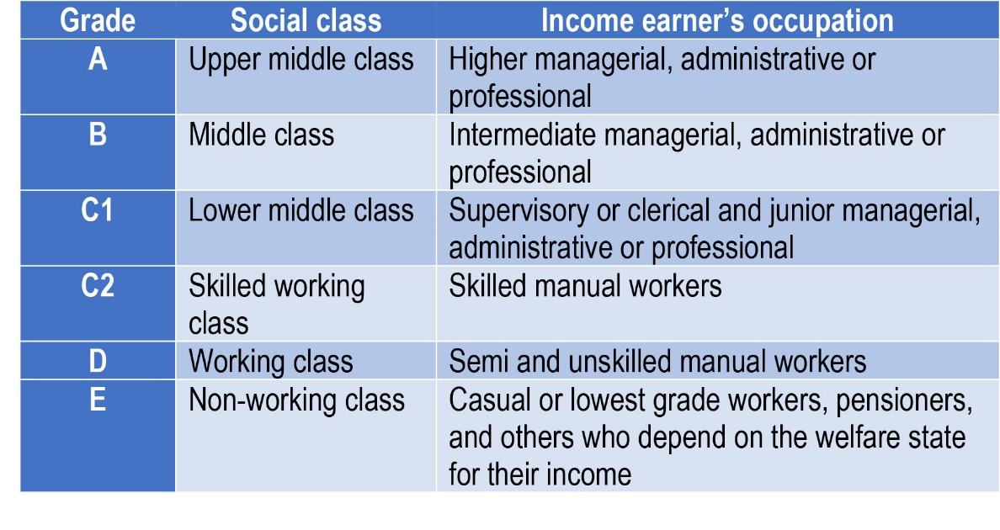 Grade Social class Income earner’s occupation
A Upper middle class Higher managerial, administrative or
professional
B Middle class Intermediate managerial, administrative or
professional
C1 Lower middle class Supervisory or clerical and junior managerial,
administrative or professional
C2 Skilled working Skilled manual workers
class
D Working class Semi and unskilled manual workers
E Non-working class Casual or lowest grade workers, pensioners,
and others who depend on the welfare state
for their income